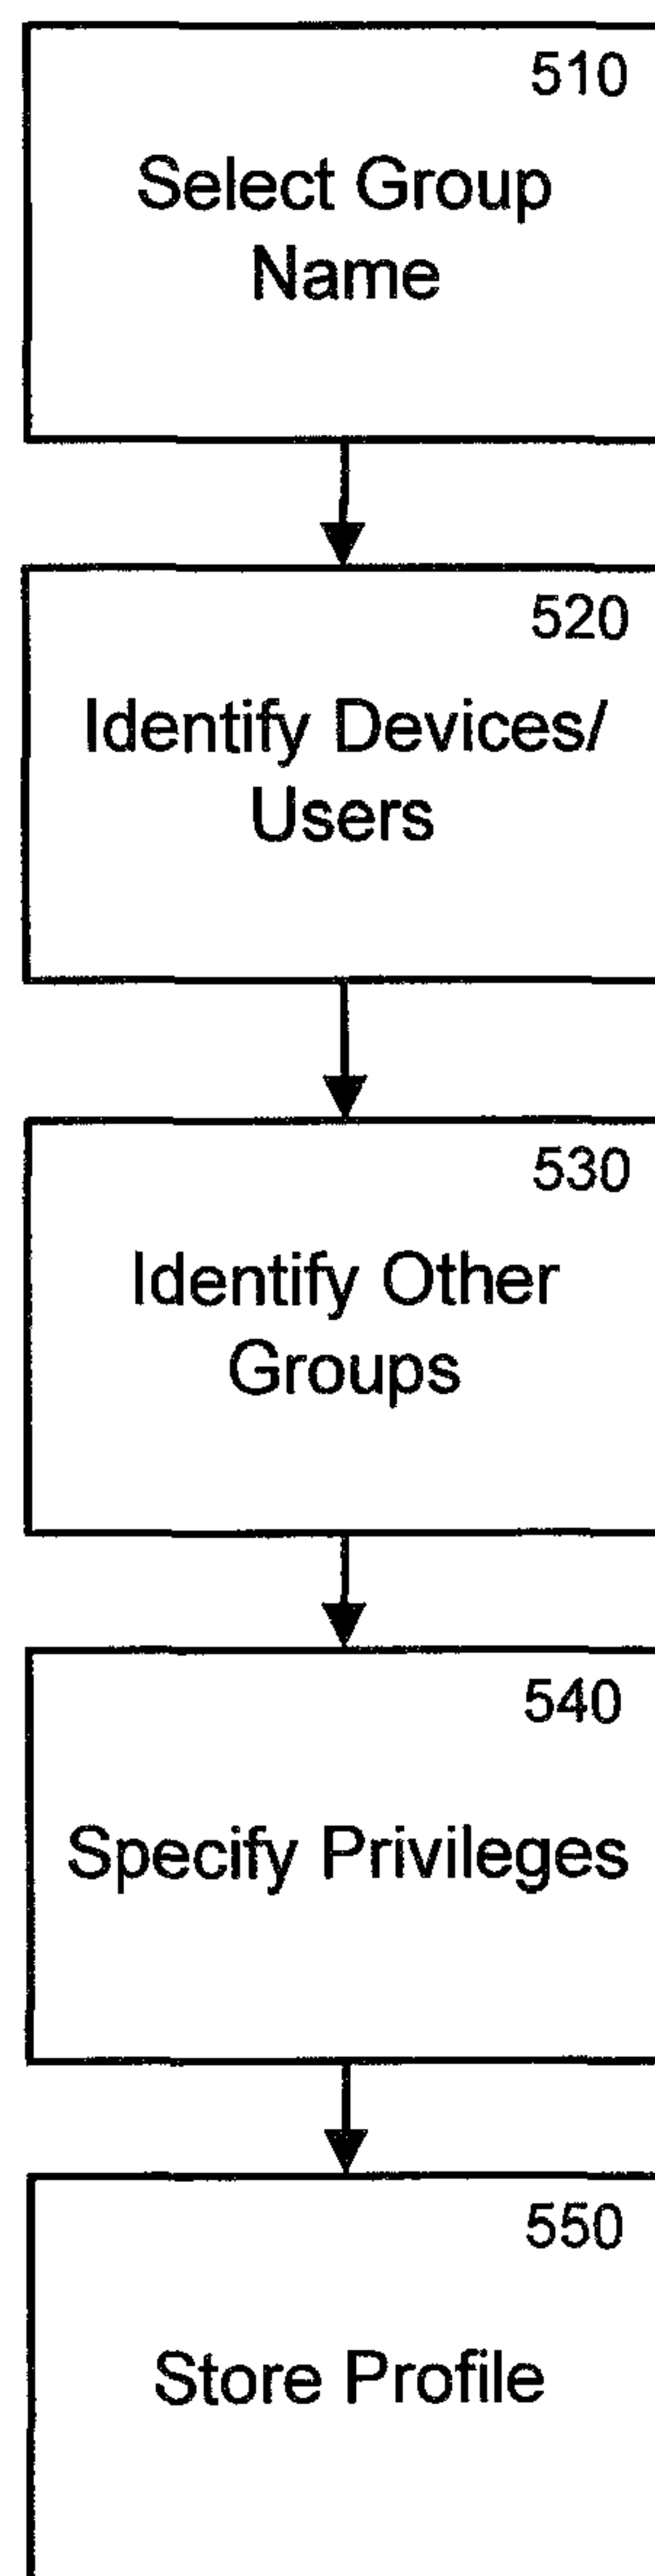 510
Select Group
Name
520
Identify Devices/
Users
530
Identify Other
Groups
540
Specify Privileges
550
Store Profile